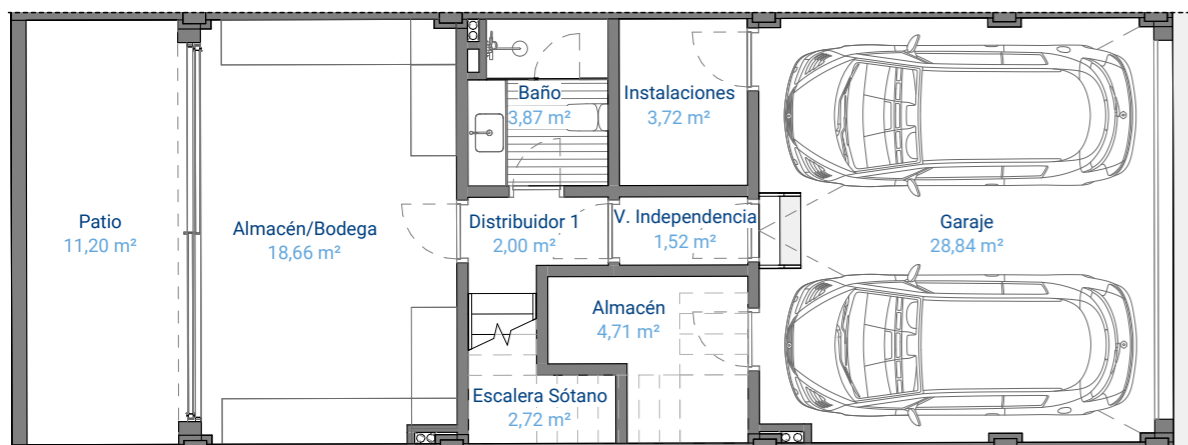 Baño
3,87 m²
Instalaciones
3,72 m²
Patio
11,20 m²
Almacén/Bodega
18,66 m²
Distribuidor 1
2,00 m²
V. Independencia
1,52 m²
Garaje
28,84 m²
Almacén
4,71 m²
Escalera Sótano
2,72 m²